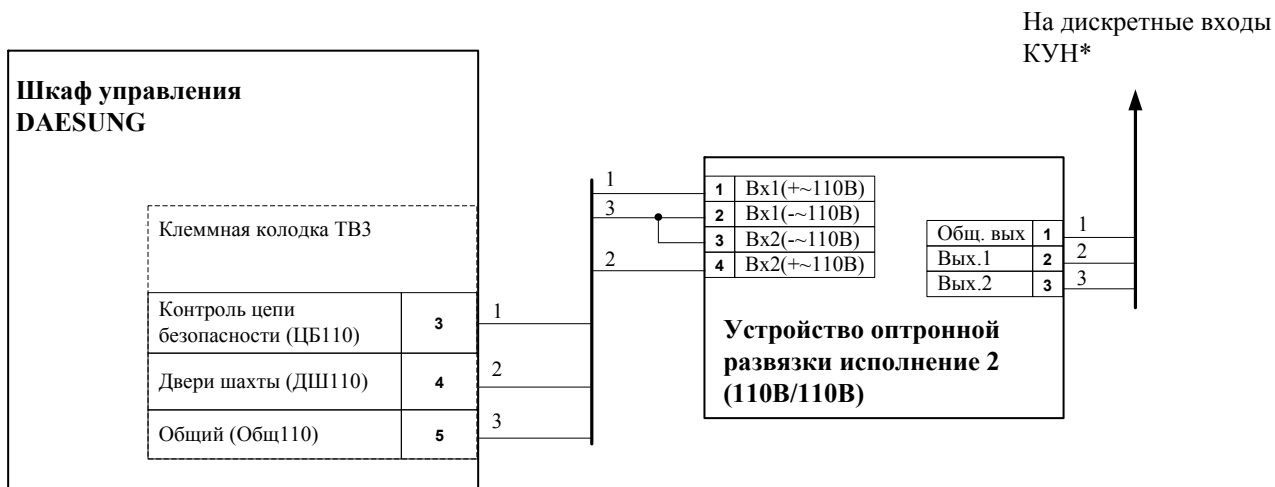 На дискретные входы
КУН*
Шкаф управления
DAESUNG
Клеммная колодка ТВ3
Контроль цепи
безопасности (ЦБ110)
3
1
Двери шахты (ДШ110)
4
2
Общий (Общ110)
5
3
1
3
2
1 Вх1(+~110В)
2 Вх1(-~110В)
3 Вх2(-~110В)
4 Вх2(+~110В)
Общ. вых 1
1
Вых.1 2
2
Вых.2 3
3
Устройство оптронной
развязки исполнение 2
(110В/110В)